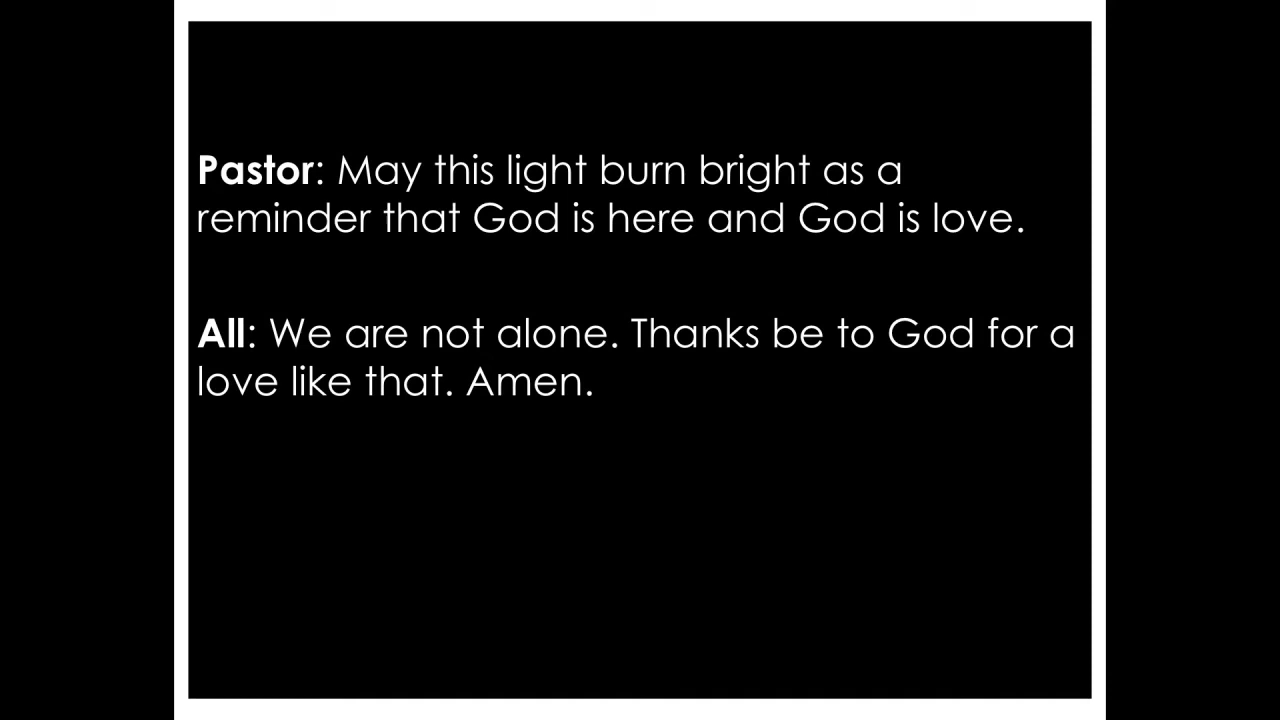 Pastor: May this light burn bright as a
reminder that God is here and God is love.
All: We are not alone. Thanks be to God for a
love like that. Amen.